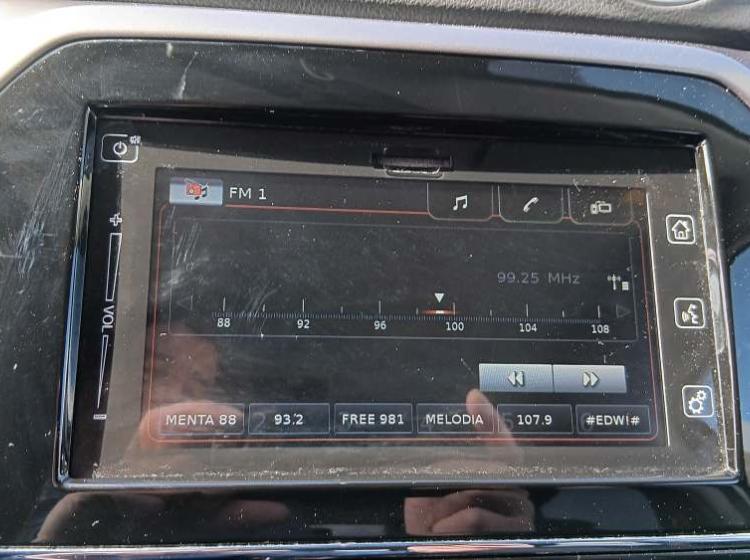 FM 1
99.25 MHz
VOL
88 92 96 100 104 108
MENTA 88 93.2 FREE 981 MELODIA 107.9 #EDW!#